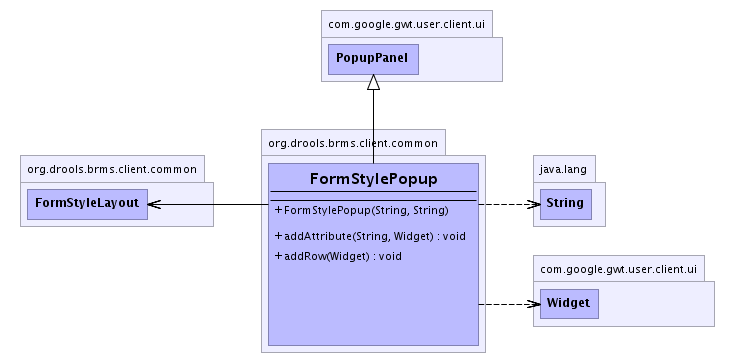 com.google.gwt.user.client.ui
PopupPanel
org.drools.brms.client.common
FormStylePopup
+FormStylePopup(String, String)
+addAttribute(String, Widget) : void
+addRow(Widget) : void
org.drools.brms.client.common
FormStyleLayout
java.lang
String
com.google.gwt.user.client.ui
Widget